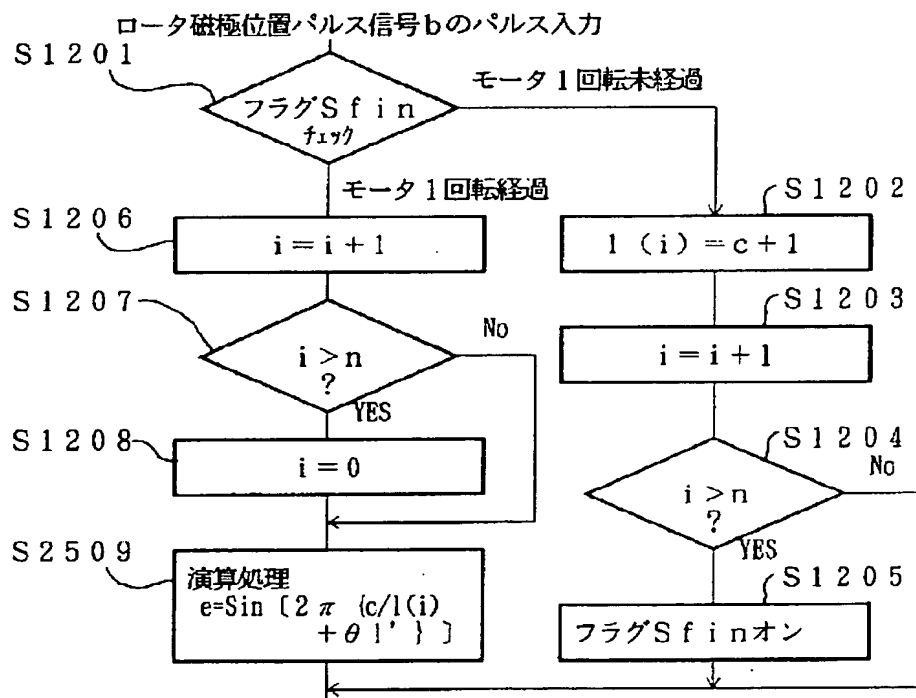 ロータ磁極位置パルス信号bのパルス入力
S1201
フラグSfin
チェック
モータ1回転未経過
モータ1回転経過
S1206
i=i+1
S1202
l(i)=c+1
S1207
i>n
?
No
YES
S1203
i=i+1
S1208
i=0
S1204
i>n
?
No
YES
S2509
演算処理
e=Sin〔2π{c/l(i)
+θl'}〕
S1205
フラグSfinオン